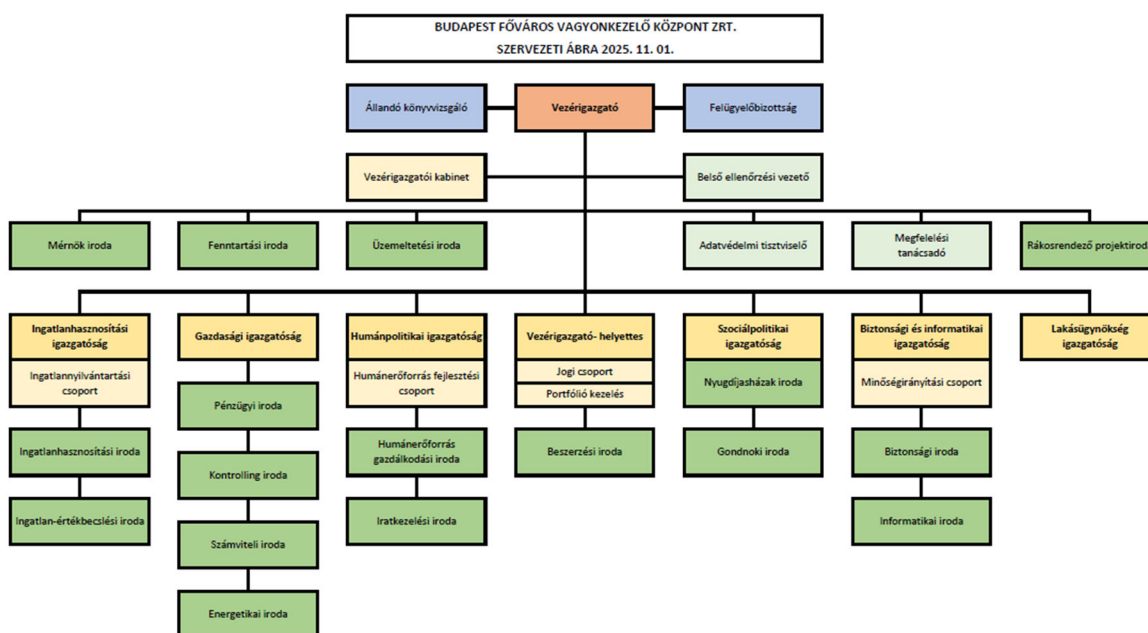 BUDAPEST FŐVÁROS VAGYONKEZELŐ KÖZPONT ZRT.
SZERVEZETI ÁBRA 2025. 11. 01.
Állandó könyvvizsgáló
Vezérigazgató
Felügyelőbizottság
Vezérigazgatói kabinet
Belső ellenőrzési vezető
Mérnök iroda
Fenntartási iroda
Üzemeltetési iroda
Adatvédelmi tisztviselő
Megfelelési
tanácsadó
Rákosrendező projektirod
Ingatlanhasznosítási
igazgatóság
Ingatlannyilvántartási
csoport
Ingatlanhasznosítási iroda
Ingatlan-értékbecslési iroda
Gazdasági igazgatóság
Pénzügyi iroda
Kontrolling iroda
Számviteli iroda
Energetikai iroda
Humánpolitikai igazgatóság
Humánerőforrás fejlesztési
csoport
Humánerőforrás
gazdálkodási iroda
Iratkezelési iroda
Vezérigazgató- helyettes
Jogi csoport
Portfólió kezelés
Beszerzési iroda
Szociálpolitikai
igazgatóság
Nyugdíjasházak iroda
Gondnoki iroda
Biztonsági és informatikai
igazgatóság
Minőségirányítási csoport
Biztonsági iroda
Informatikai iroda
Lakásügynökség
igazgatóság